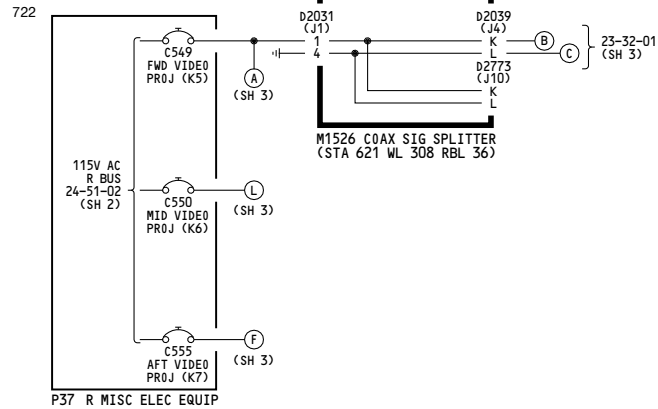 722
C549
FWD VIDEO
PROJ (K5)
A
(SH 3)
D2031
(J1)
1
4
D2039
(J4)
K
L
B
C
23-32-01
(SH 3)
D2773
(J10)
K
L
M1526 COAX SIG SPLITTER
(STA 621 WL 308 RBL 36)
115V AC
R BUS
24-51-02
(SH 2)
C550
MID VIDEO
PROJ (K6)
L
(SH 3)
C555
AFT VIDEO
PROJ (K7)
F
(SH 3)
P37 R MISC ELEC EQUIP